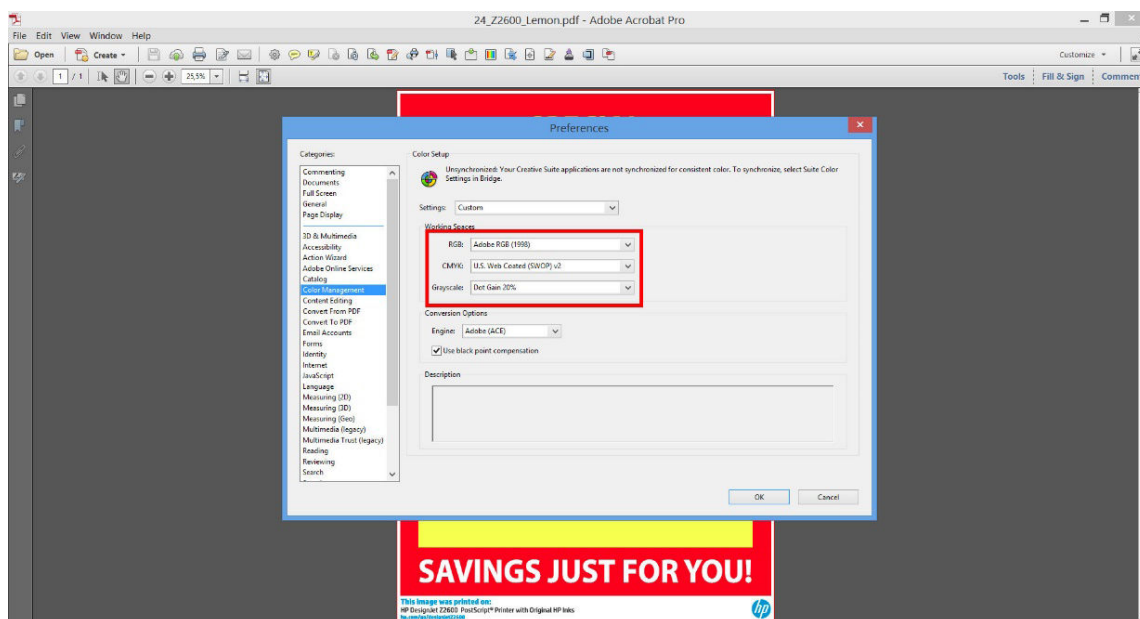 24_Z2600_Lemon.pdf - Adobe Acrobat Pro
File Edit View Window Help
Open Create Customize
1 / 1 25,5% Tools Fill & Sign Commen
Preferences
Categories:
Commenting
Documents
Full Screen
General
Page Display
3D & Multimedia
Accessibility
Action Wizard
Adobe Online Services
Catalog
Color Management
Content Editing
Convert From PDF
Convert To PDF
Email Accounts
Forms
Identity
Internet
JavaScript
Language
Measuring (2D)
Measuring (3D)
Measuring (Geo)
Multimedia (legacy)
Multimedia Trust (legacy)
Reading
Reviewing
Search
Color Setup
Unsynchronized: Your Creative Suite applications are not synchronized for consistent color. To synchronize, select Suite Color
Settings in Bridge.
Settings: Custom
Working Spaces
RGB: Adobe RGB (1998)
CMYK: U.S. Web Coated (SWOP) v2
Grayscale: Dot Gain 20%
Conversion Options
Engine: Adobe (ACE)
Use black point compensation
Description
OK Cancel
SAVINGS JUST FOR YOU!
This image was printed on:
HP DesignJet Z2600 PostScript® Printer with Original HP Inks
hp